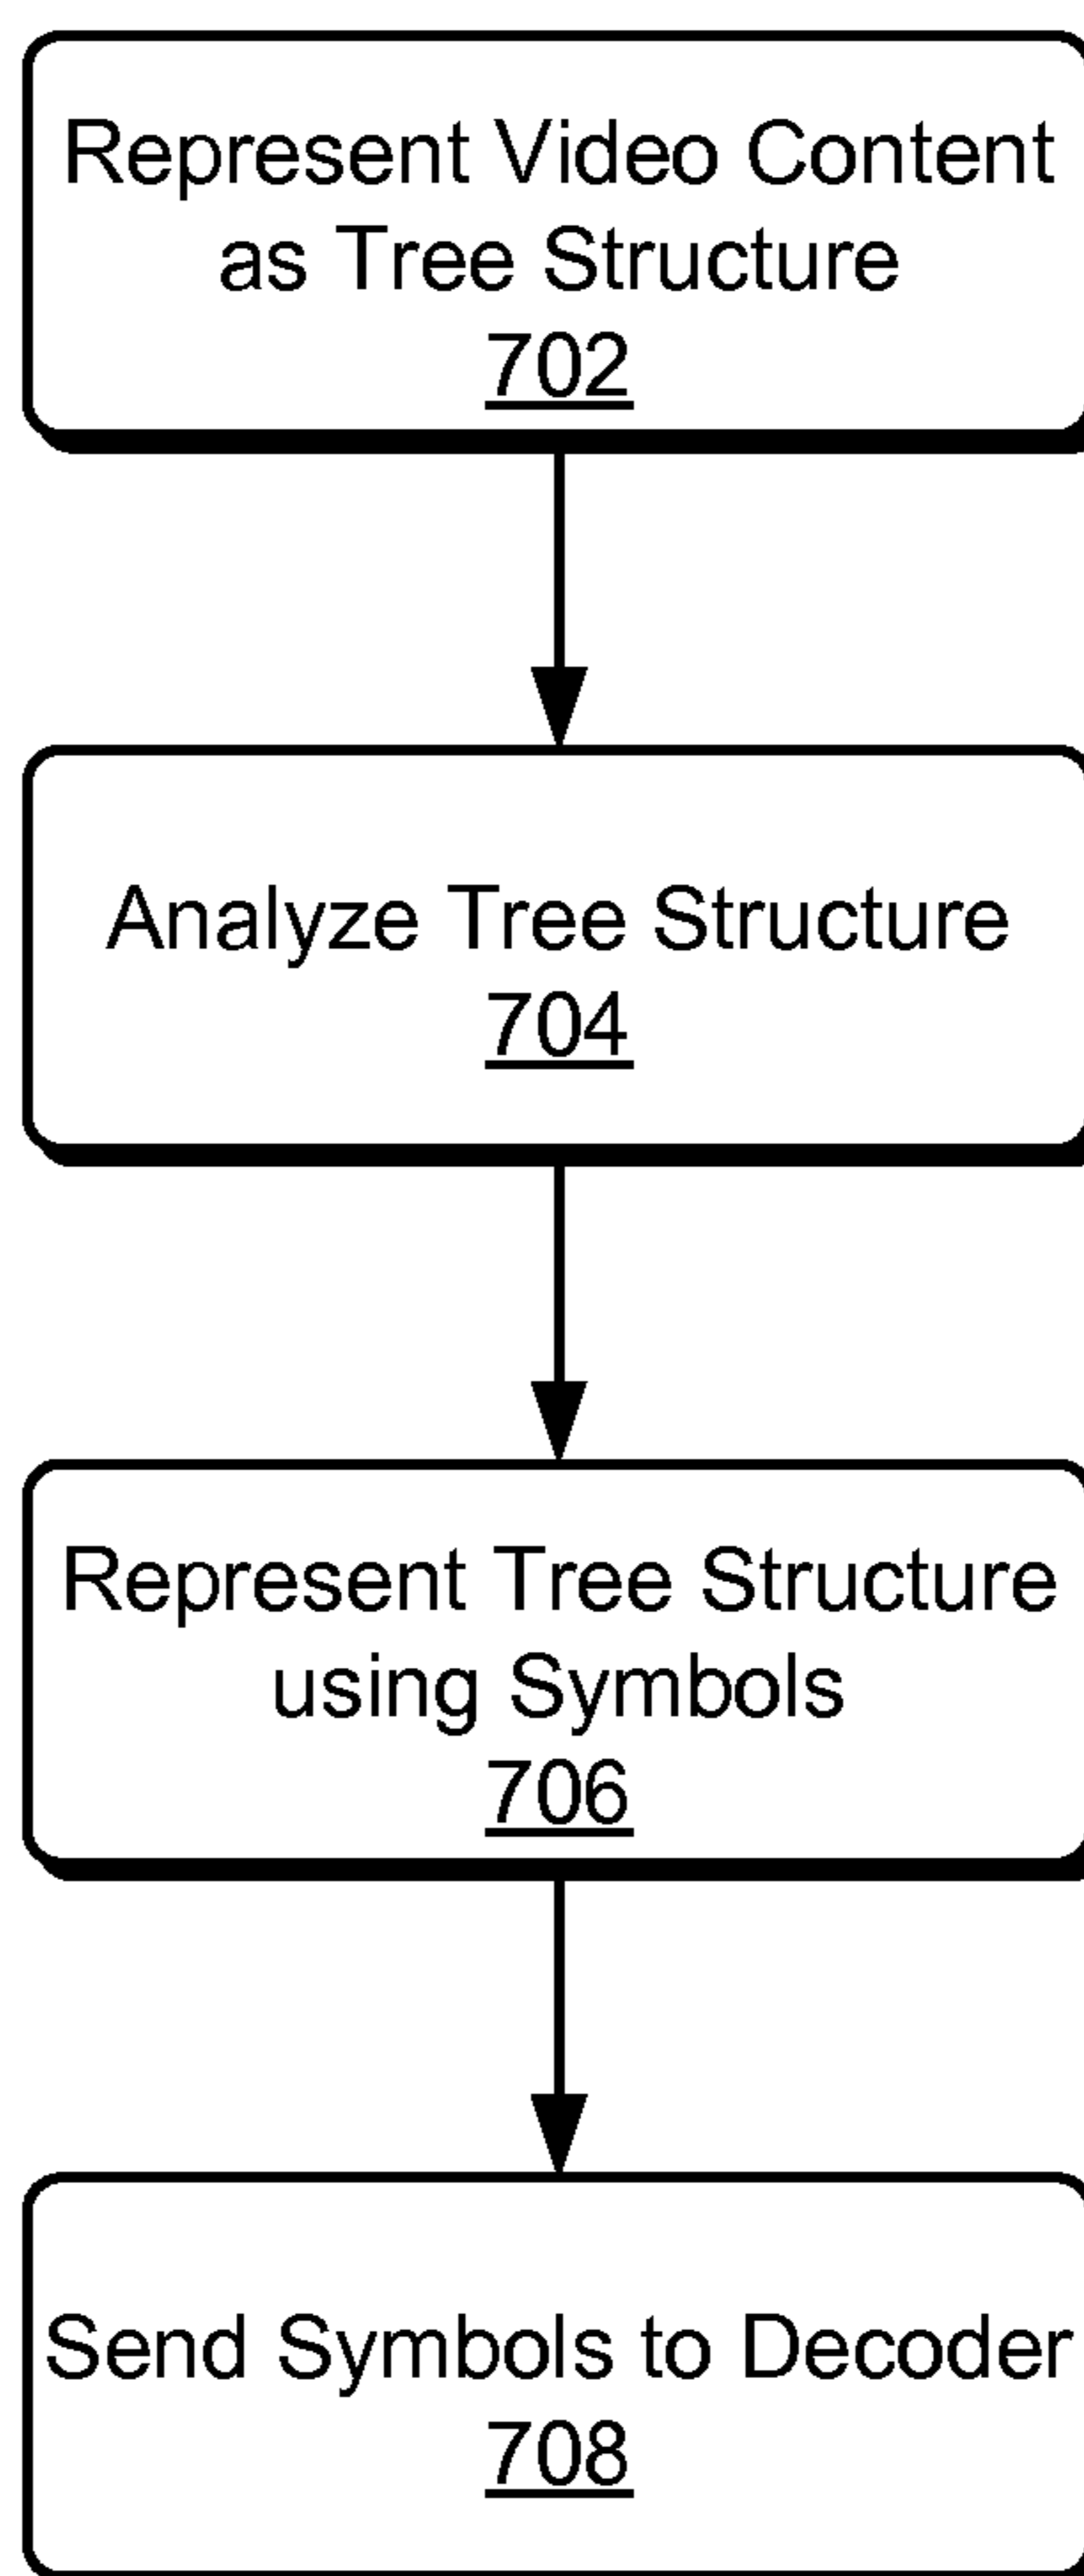 Represent Video Content
as Tree Structure
702
Analyze Tree Structure
704
Represent Tree Structure
using Symbols
706
Send Symbols to Decoder
708